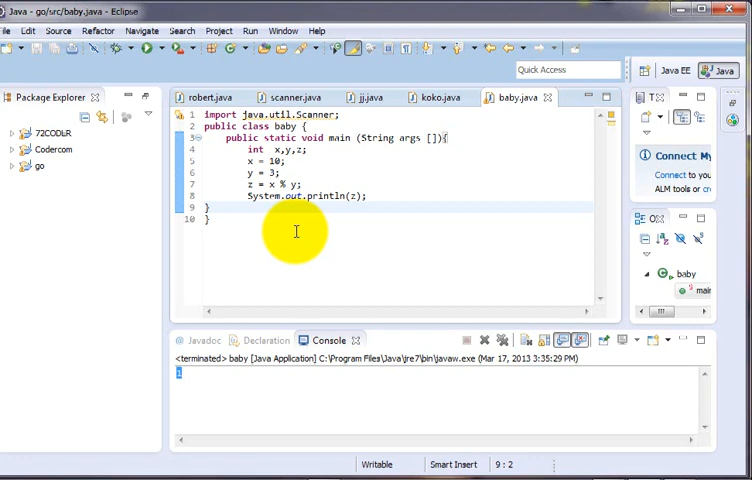 Java - go/src/baby.java - Eclipse
File Edit Source Refactor Navigate Search Project Run Window Help
Quick Access
Java EE
Java
Package Explorer
72CODLR
Codercom
go
robert.java scanner.java jj.java koko.java baby.java
1 import java.util.Scanner;
2 public class baby {
3 public static void main (String args []){
4 int x,y,z;
5 x = 10;
6 y = 3;
7 z = x % y;
8 System.out.println(z);
9 }
10 }
T
Connect My
Connect to your
ALM tools or cre
O
baby
main
Javadoc Declaration Console
<terminated> baby [Java Application] C:\Program Files\Java\jre7\bin\javaw.exe (Mar 17, 2013 3:35:29 PM)
1
Writable Smart Insert 9 : 2